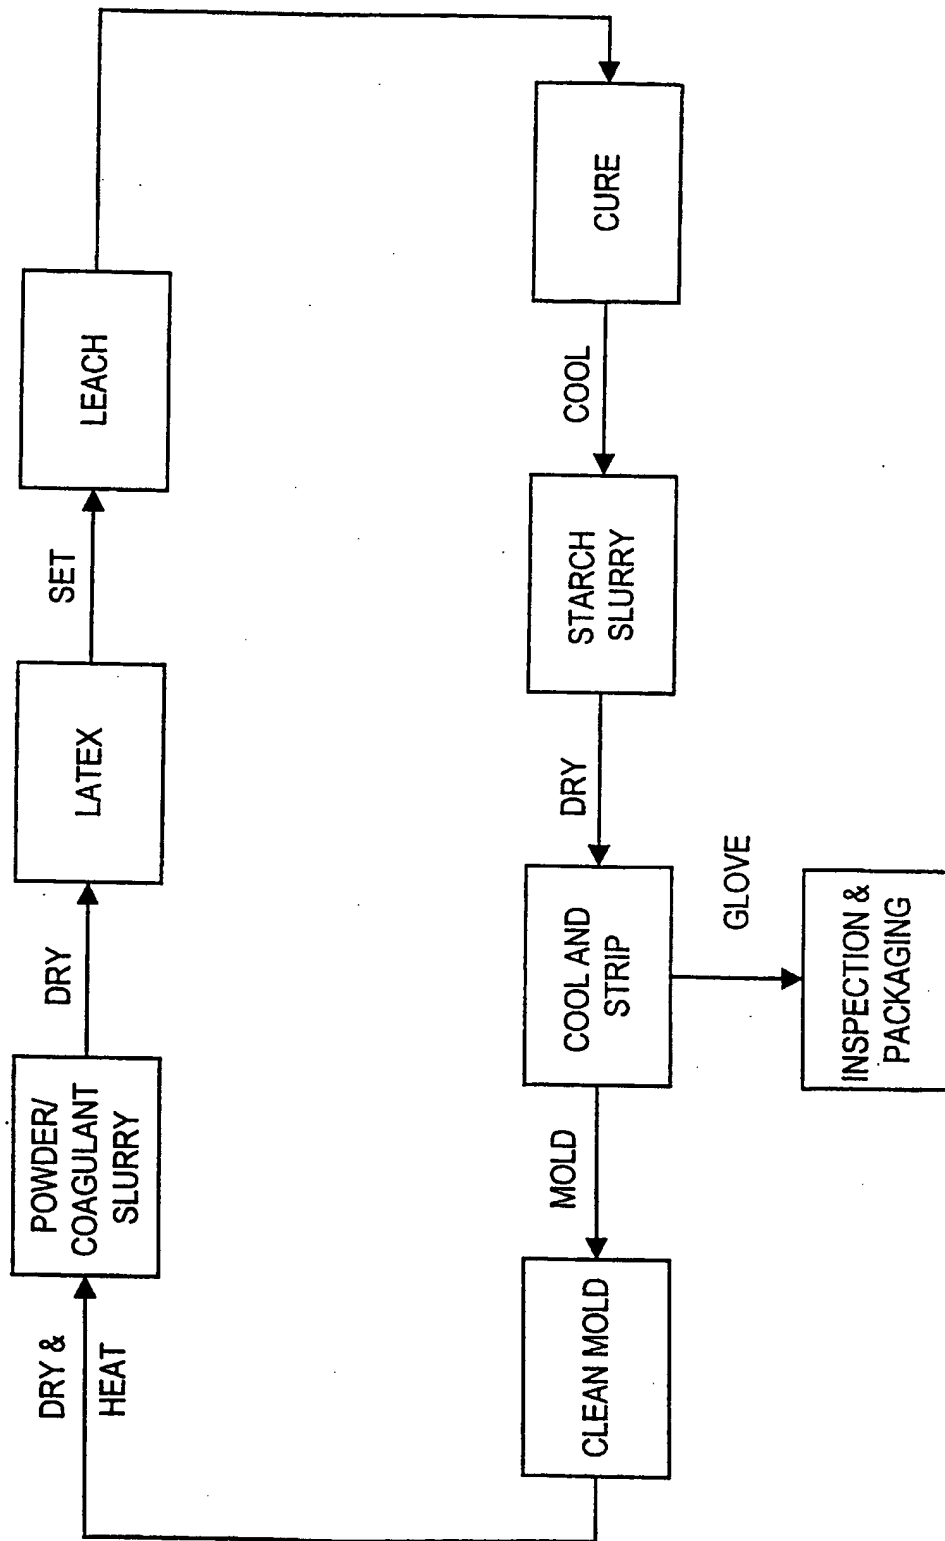 DRY &
HEAT
POWDER/
COAGULANT
SLURRY
DRY
LATEX
SET
LEACH
CURE
COOL
STARCH
SLURRY
DRY
COOL AND
STRIP
GLOVE
INSPECTION &
PACKAGING
MOLD
CLEAN MOLD